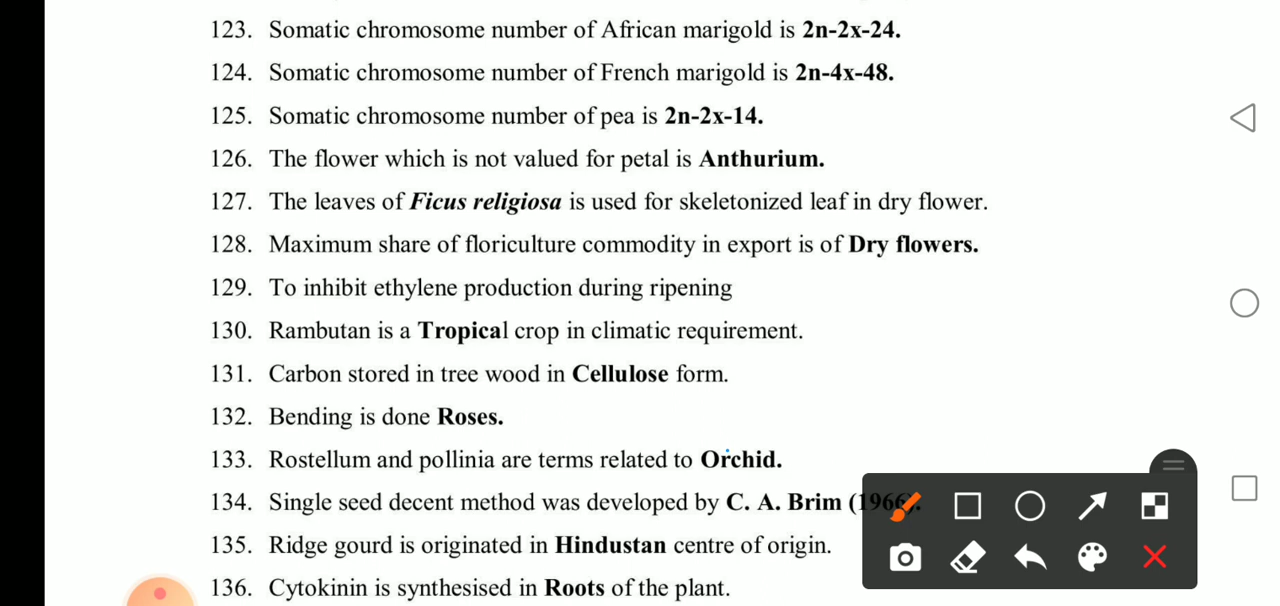 123. Somatic chromosome number of African marigold is 2n-2x-24.
124. Somatic chromosome number of French marigold is 2n-4x-48.
125. Somatic chromosome number of pea is 2n-2x-14.
126. The flower which is not valued for petal is Anthurium.
127. The leaves of Ficus religiosa is used for skeletonized leaf in dry flower.
128. Maximum share of floriculture commodity in export is of Dry flowers.
129. To inhibit ethylene production during ripening
130. Rambutan is a Tropical crop in climatic requirement.
131. Carbon stored in tree wood in Cellulose form.
132. Bending is done Roses.
133. Rostellum and pollinia are terms related to Orchid.
134. Single seed decent method was developed by C. A. Brim (1966).
135. Ridge gourd is originated in Hindustan centre of origin.
136. Cytokinin is synthesised in Roots of the plant.